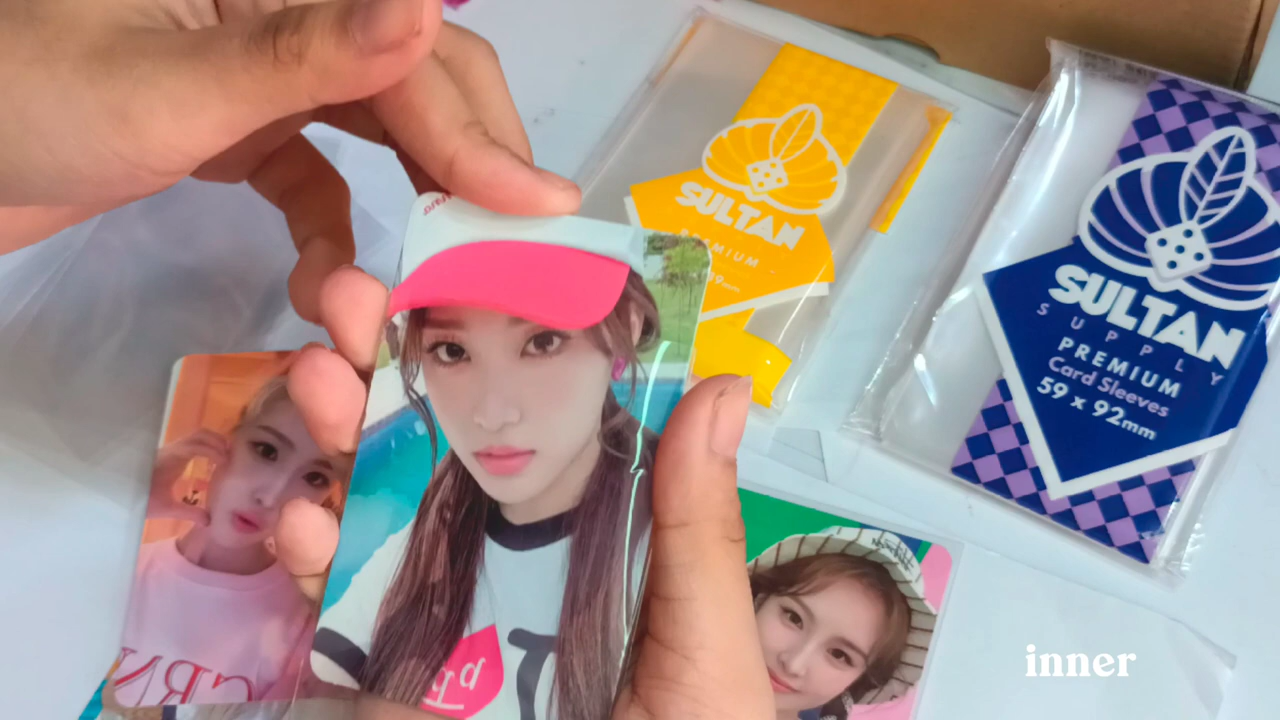 SULTAN
PREMIUM
SULTAN
SUPPLY
PREMIUM
Card Sleeves
59 x 92mm
inner